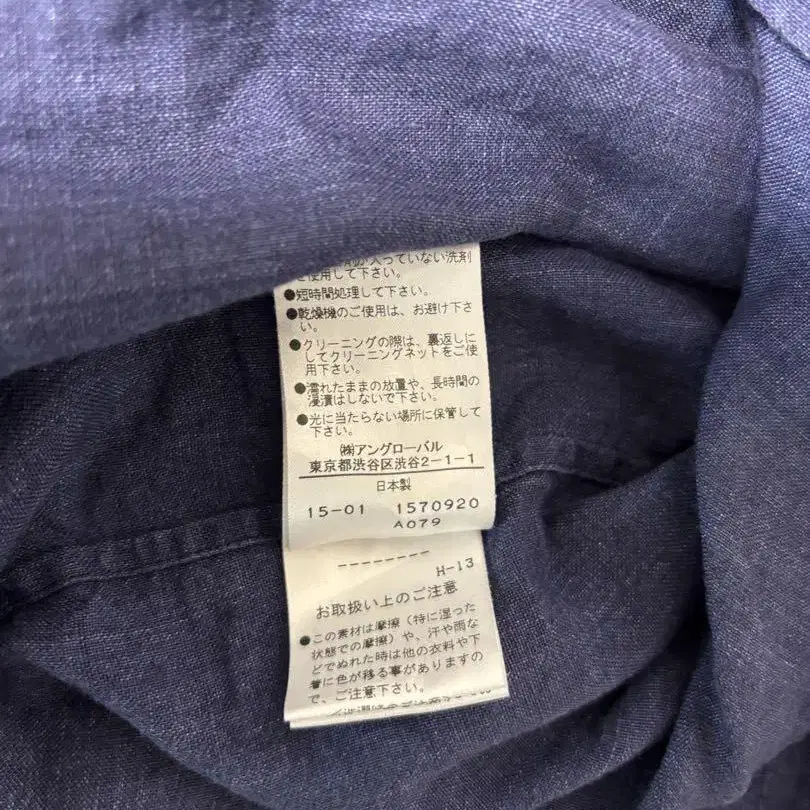 剤が入っていない洗剤
ご使用して下さい。
●短時間処理して下さい。
●乾燥機のご使用は、お避け下さ
い。
●クリーニングの際は、裏返しに
してクリーニングネットをご使
用下さい。
●濡れたままの放置や、長時間の
浸漬はしないで下さい。
●光に当たらない場所に保管して
下さい。
㈱アングローバル
東京都渋谷区渋谷2-1-1
日本製
15-01 1570920
A079
--------
H-13
お取扱い上のご注意
●この素材は摩擦(特に湿った
状態での摩擦)や、汗や雨な
どでぬれた時は他の衣料や下
着に色が移る事がありますの
で、ご注意下さい。